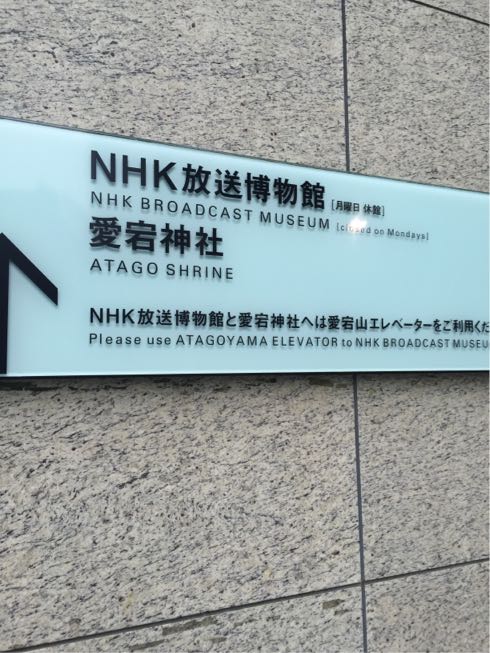 NHK放送博物館 [月曜日 休館]
NHK BROADCAST MUSEUM [closed on Mondays]
愛宕神社
ATAGO SHRINE
NHK放送博物館と愛宕神社へは愛宕山エレベーターをご利用くだ
Please use ATAGOYAMA ELEVATOR to NHK BROADCAST MUSEU